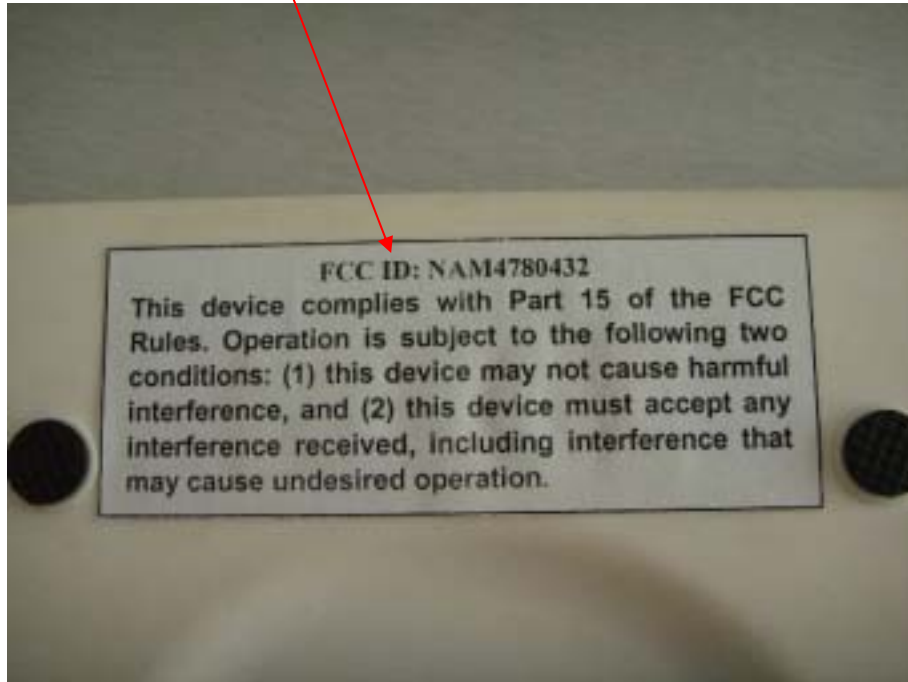 FCC ID: NAM4780432
This device complies with Part 15 of the FCC
Rules. Operation is subject to the following two
conditions: (1) this device may not cause harmful
interference, and (2) this device must accept any
interference received, including interference that
may cause undesired operation.